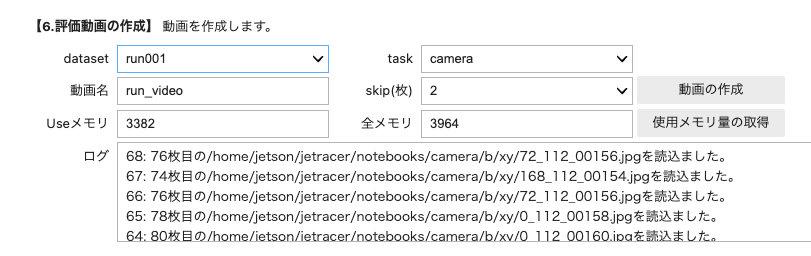 【6.評価動画の作成】 動画を作成します。
dataset run001 task camera
動画名 run_video skip(枚) 2 動画の作成
Useメモリ 3382 全メモリ 3964 使用メモリ量の取得
ログ 68: 76枚目の/home/jetson/jetracer/notebooks/camera/b/xy/72_112_00156.jpgを読込ました。
67: 74枚目の/home/jetson/jetracer/notebooks/camera/b/xy/168_112_00154.jpgを読込ました。
66: 76枚目の/home/jetson/jetracer/notebooks/camera/b/xy/72_112_00156.jpgを読込ました。
65: 78枚目の/home/jetson/jetracer/notebooks/camera/b/xy/0_112_00158.jpgを読込ました。
64: 80枚目の/home/jetson/jetracer/notebooks/camera/b/xy/0_112_00160.jpgを読込ました。